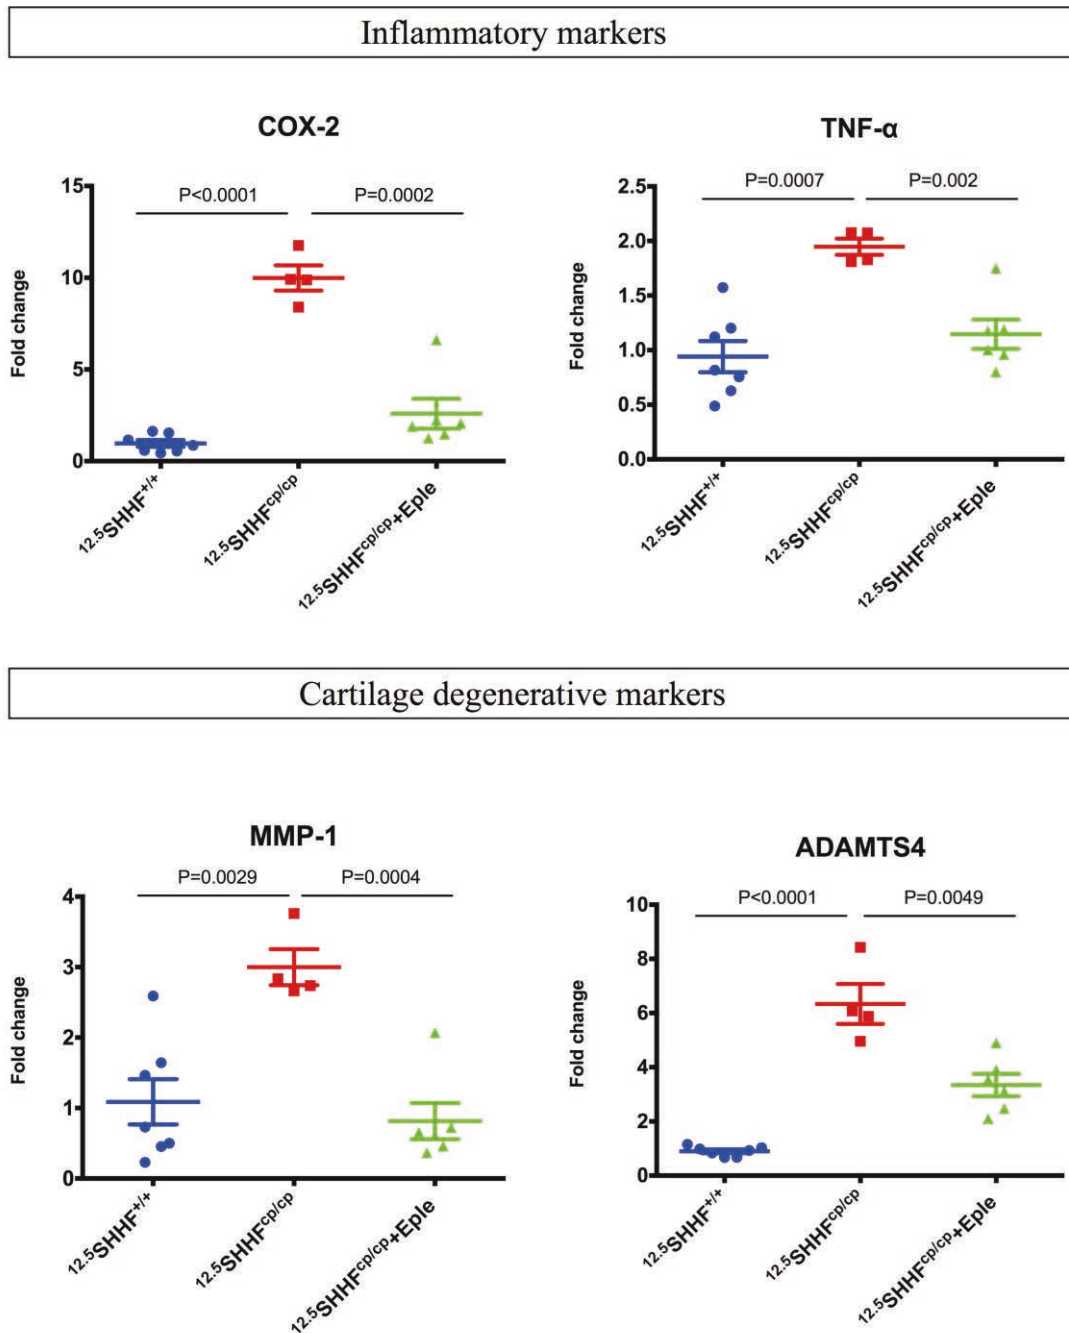 Inflammatory markers
COX-2
P<0.0001 P=0.0002
15
10
5
0
Fold change
12.5SHHF+/+
12.5SHHFcp/cp
12.5SHHFcp/cp+Eple
TNF-α
P=0.0007 P=0.002
2.5
2.0
1.5
1.0
0.5
0.0
Fold change
12.5SHHF+/+
12.5SHHFcp/cp
12.5SHHFcp/cp+Eple
Cartilage degenerative markers
MMP-1
P=0.0029 P=0.0004
4
3
2
1
0
Fold change
12.5SHHF+/+
12.5SHHFcp/cp
12.5SHHFcp/cp+Eple
ADAMTS4
P<0.0001 P=0.0049
10
8
6
4
2
0
Fold change
12.5SHHF+/+
12.5SHHFcp/cp
12.5SHHFcp/cp+Eple